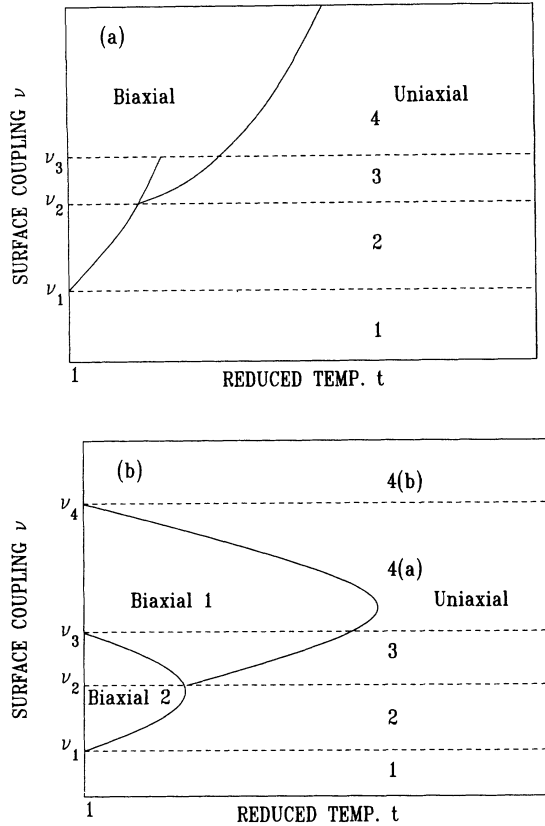 (a)
Biaxial
Uniaxial
4
ν3
3
ν2
2
ν1
1
1
REDUCED TEMP. t
SURFACE COUPLING ν
(b)
4(b)
ν4
4(a)
Biaxial 1
Uniaxial
ν3
3
ν2
Biaxial 2
2
ν1
1
1
REDUCED TEMP. t
SURFACE COUPLING ν